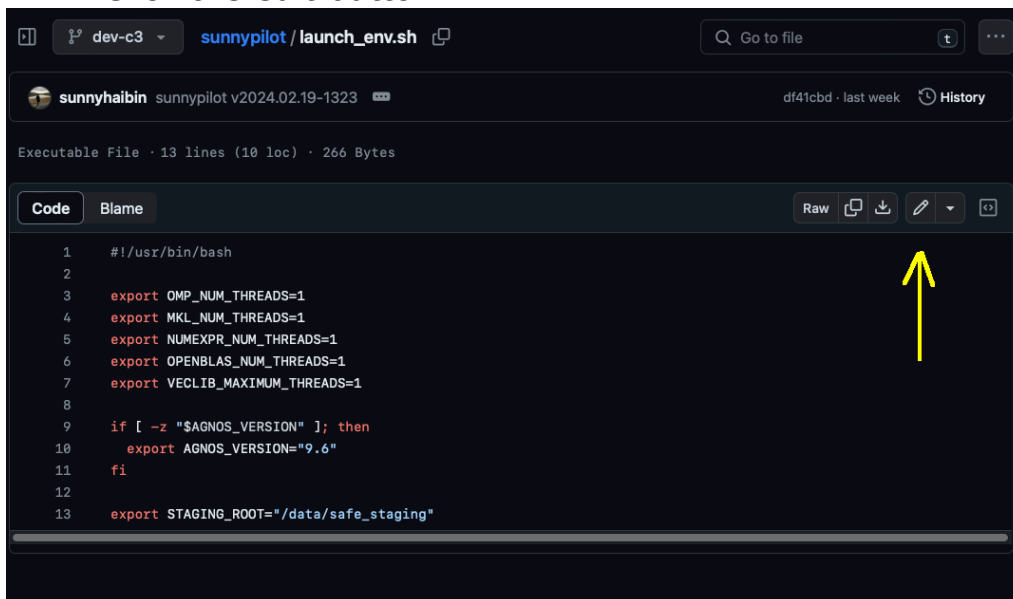 dev-c3 sunnypilot / launch_env.sh Go to file t
sunnyhaibin sunnypilot v2024.02.19-1323 df41cbd · last week History
Executable File · 13 lines (10 loc) · 266 Bytes
Code Blame Raw
1 #!/usr/bin/bash
2
3 export OMP_NUM_THREADS=1
4 export MKL_NUM_THREADS=1
5 export NUMEXPR_NUM_THREADS=1
6 export OPENBLAS_NUM_THREADS=1
7 export VECLIB_MAXIMUM_THREADS=1
8
9 if [ -z "$AGNOS_VERSION" ]; then
10 export AGNOS_VERSION="9.6"
11 fi
12
13 export STAGING_ROOT="/data/safe_staging"